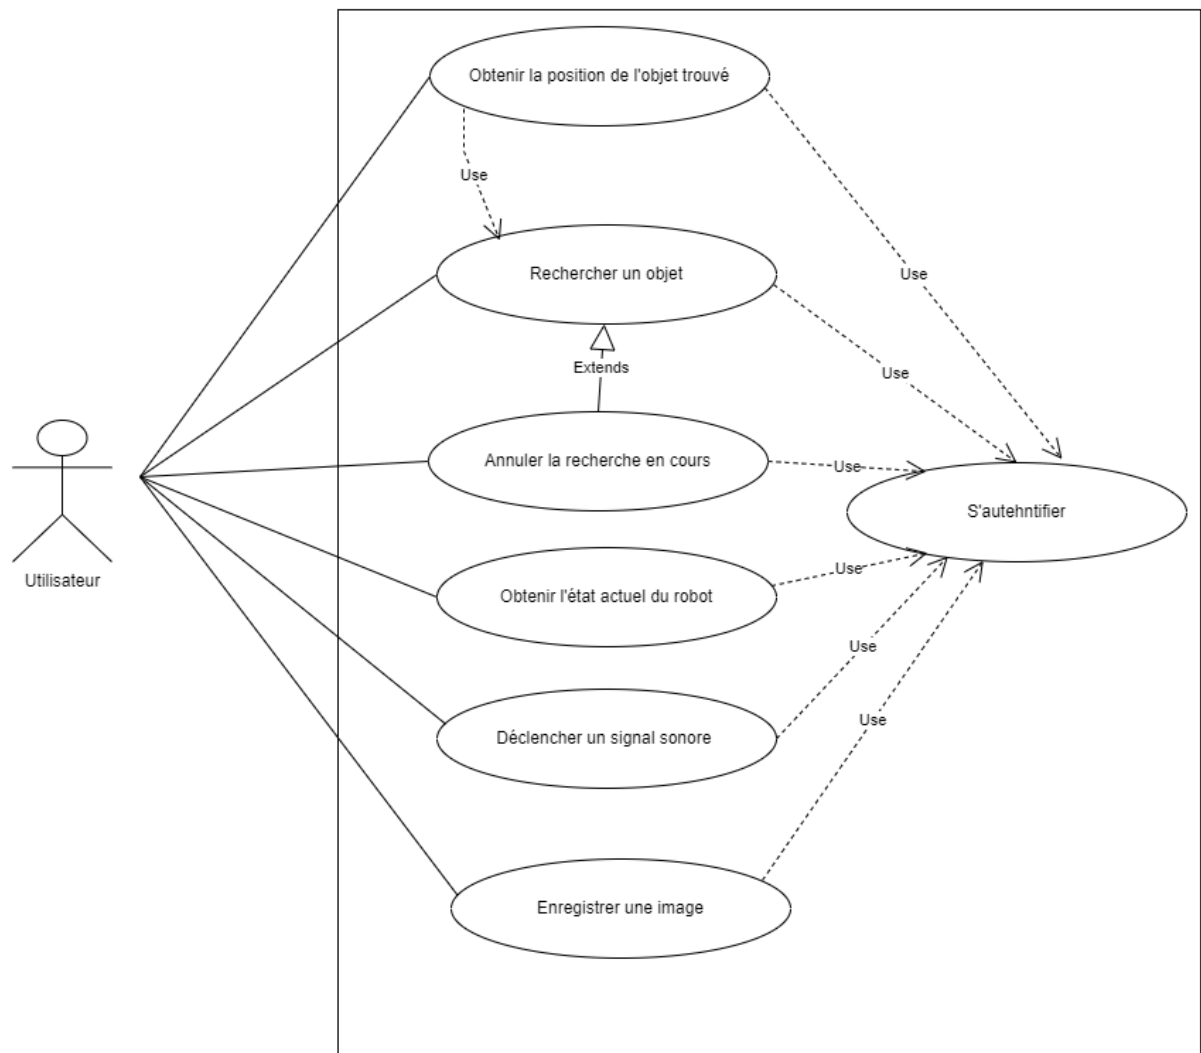 Obtenir la position de l'objet trouvé
Use
Use
Rechercher un objet
Extends
Use
Annuler la recherche en cours
Use
S'autehntifier
Utilisateur
Obtenir l'état actuel du robot
Use
Use
Déclencher un signal sonore
Use
Enregistrer une image